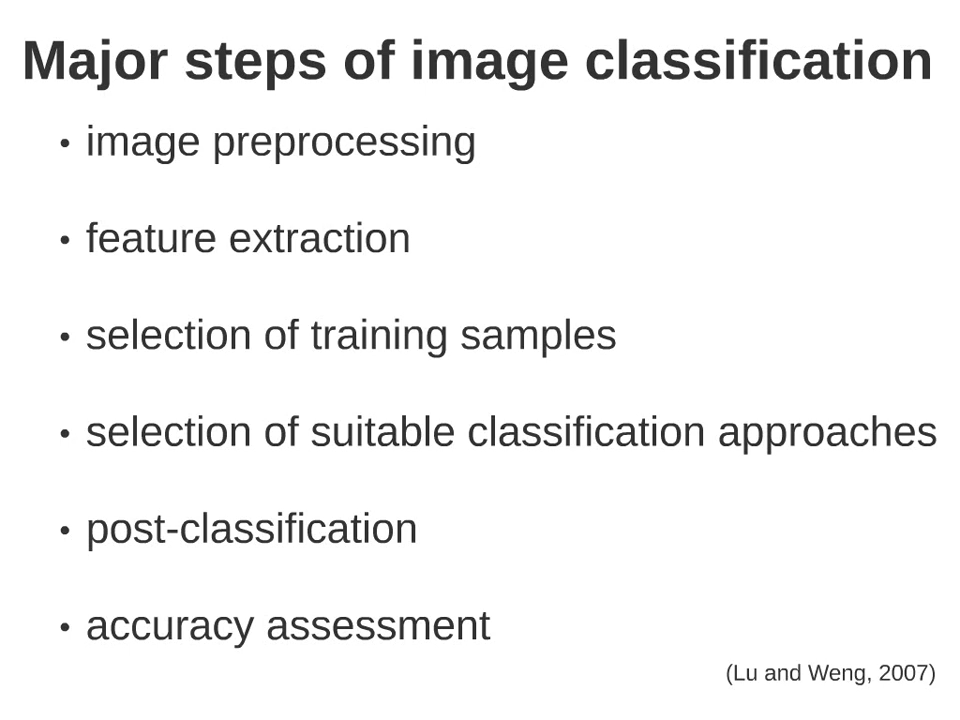 Major steps of image classification
• image preprocessing
• feature extraction
• selection of training samples
• selection of suitable classification approaches
• post-classification
• accuracy assessment
(Lu and Weng, 2007)